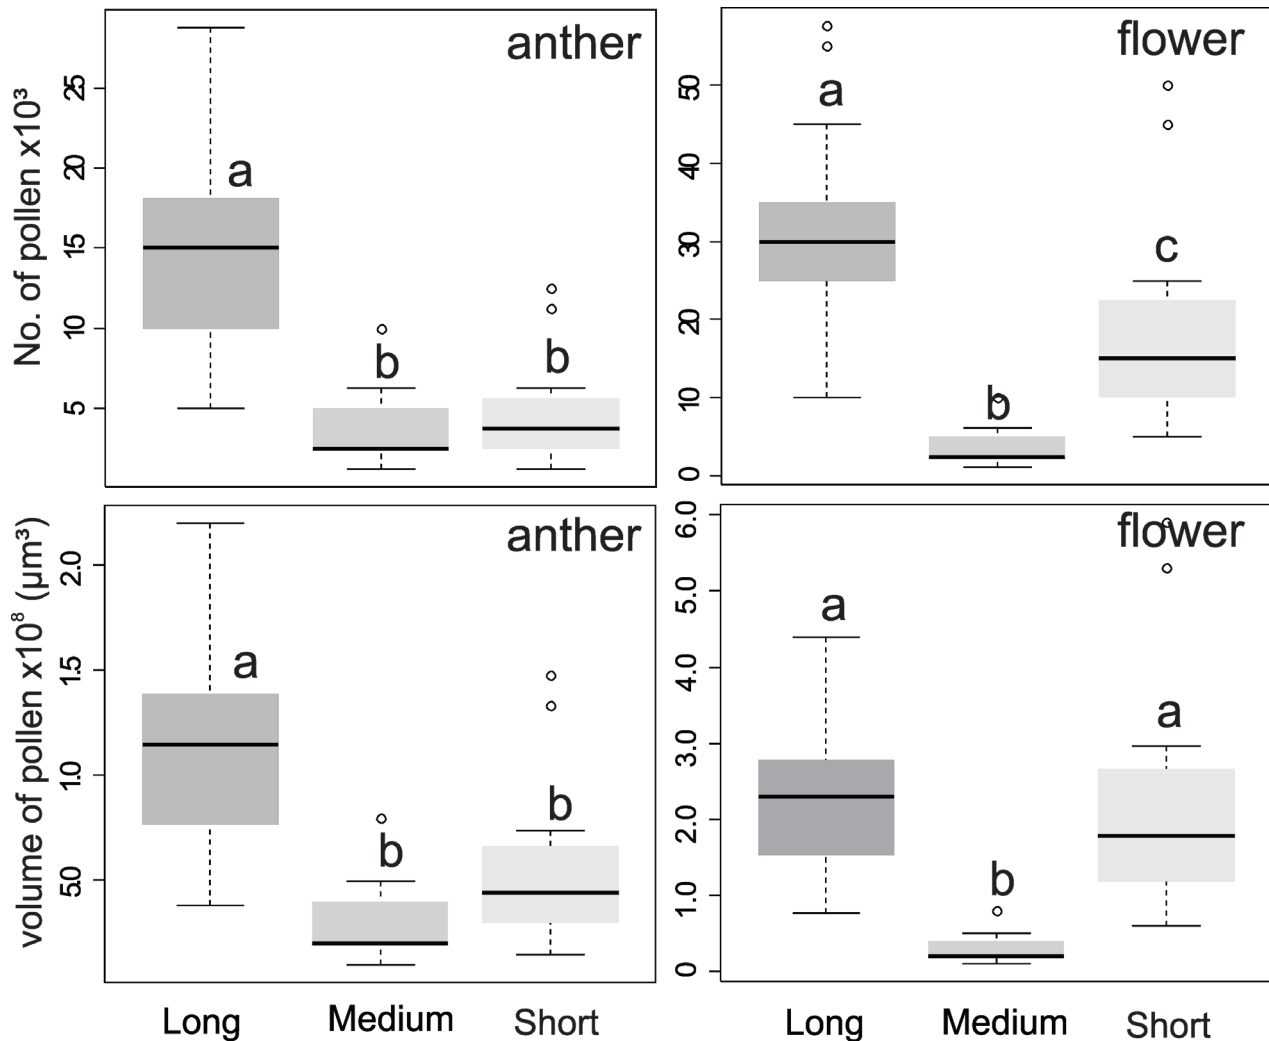 No. of pollen x10³
25
20
15
10
5
anther
a
b
b
50
40
30
20
10
0
flower
a
b
c
volume of pollen x10⁸ (µm³)
2.0
1.5
1.0
5.0
anther
a
b
b
6.0
5.0
4.0
3.0
2.0
1.0
0
flower
a
b
a
Long Medium Short
Long Medium Short